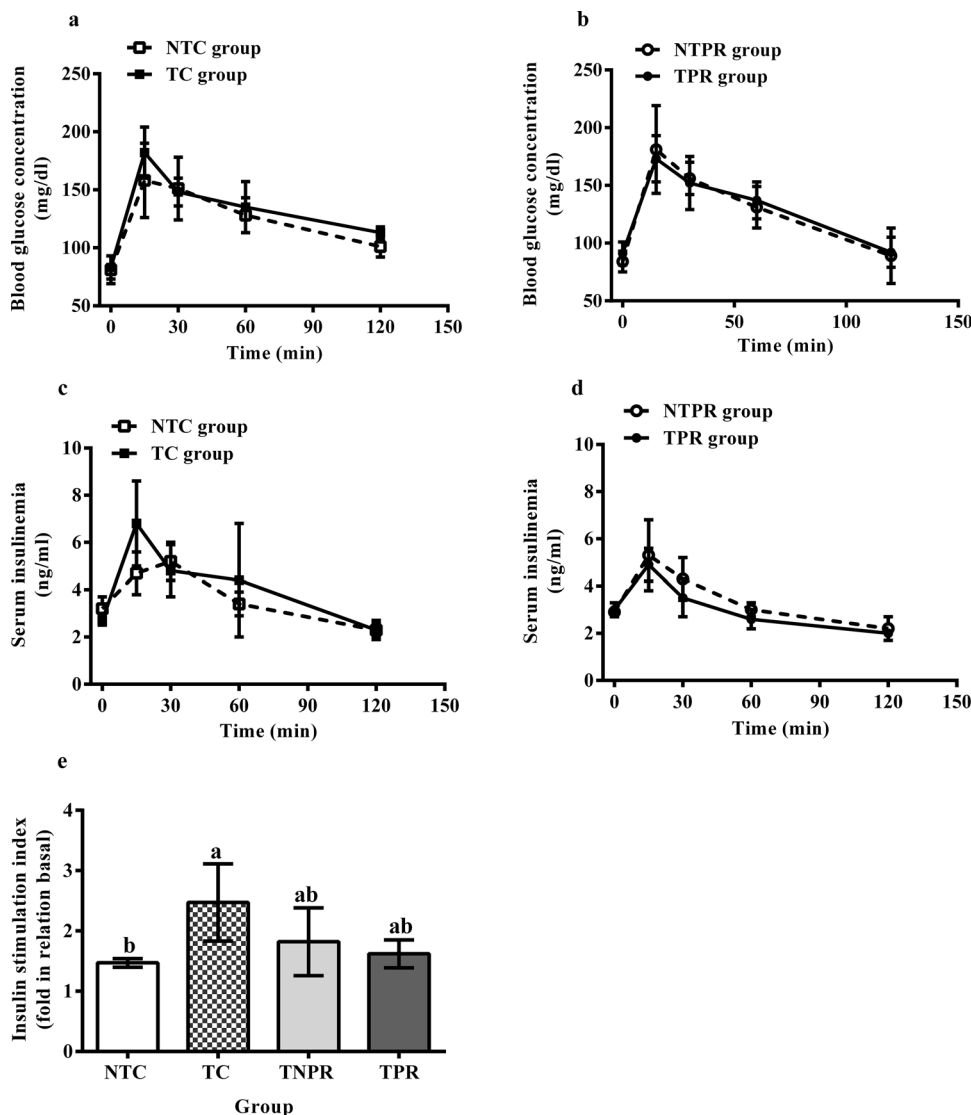 a
NTC group
TC group
Blood glucose concentration
(mg/dl)
250
200
150
100
50
0 30 60 90 120 150
Time (min)
b
NTPR group
TPR group
Blood glucose concentration
(mg/dl)
250
200
150
100
50
0 50 100 150
Time (min)
c
NTC group
TC group
Serum insulinemia
(ng/ml)
10
8
6
4
2
0
0 30 60 90 120 150
Time (min)
d
NTPR group
TPR group
Serum insulinemia
(ng/ml)
10
8
6
4
2
0
0 30 60 90 120 150
Time (min)
e
Insulin stimulation index
(fold in relation basal)
4
3
2
1
0
b a ab ab
NTC TC TNPR TPR
Group